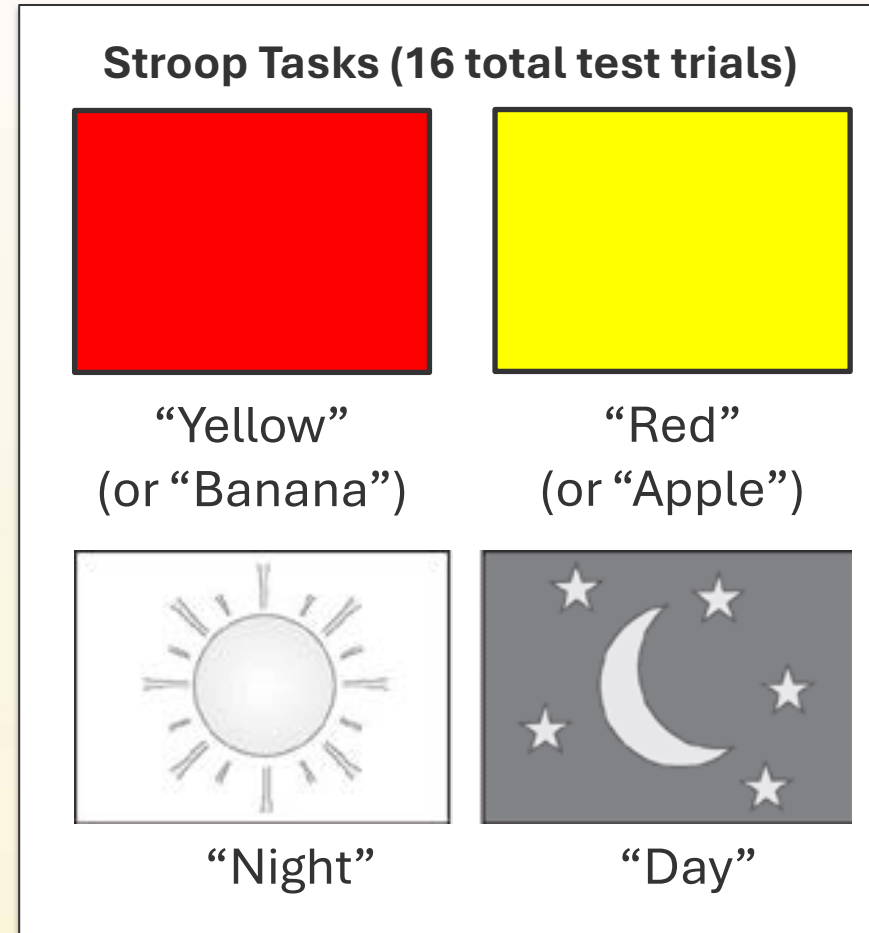 Stroop Tasks (16 total test trials)
“Yellow”
(or “Banana”)
“Red”
(or “Apple”)
“Night”
“Day”